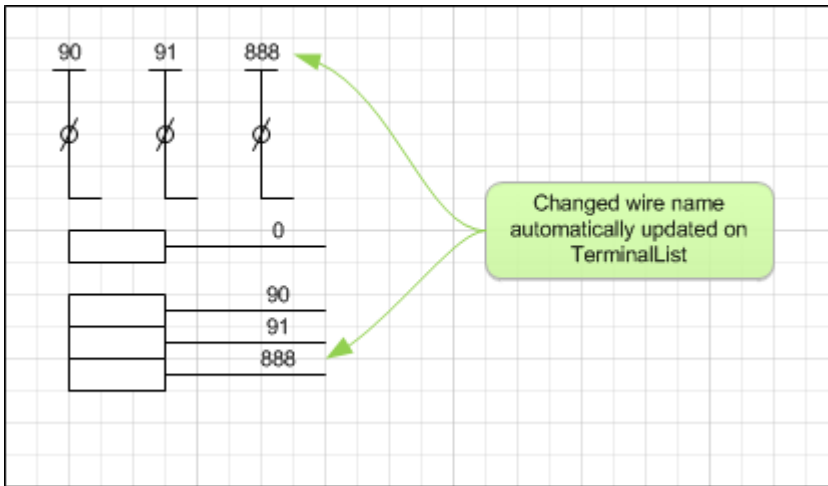 90 91 888
Changed wire name
automatically updated on
TerminalList
0
90
91
888